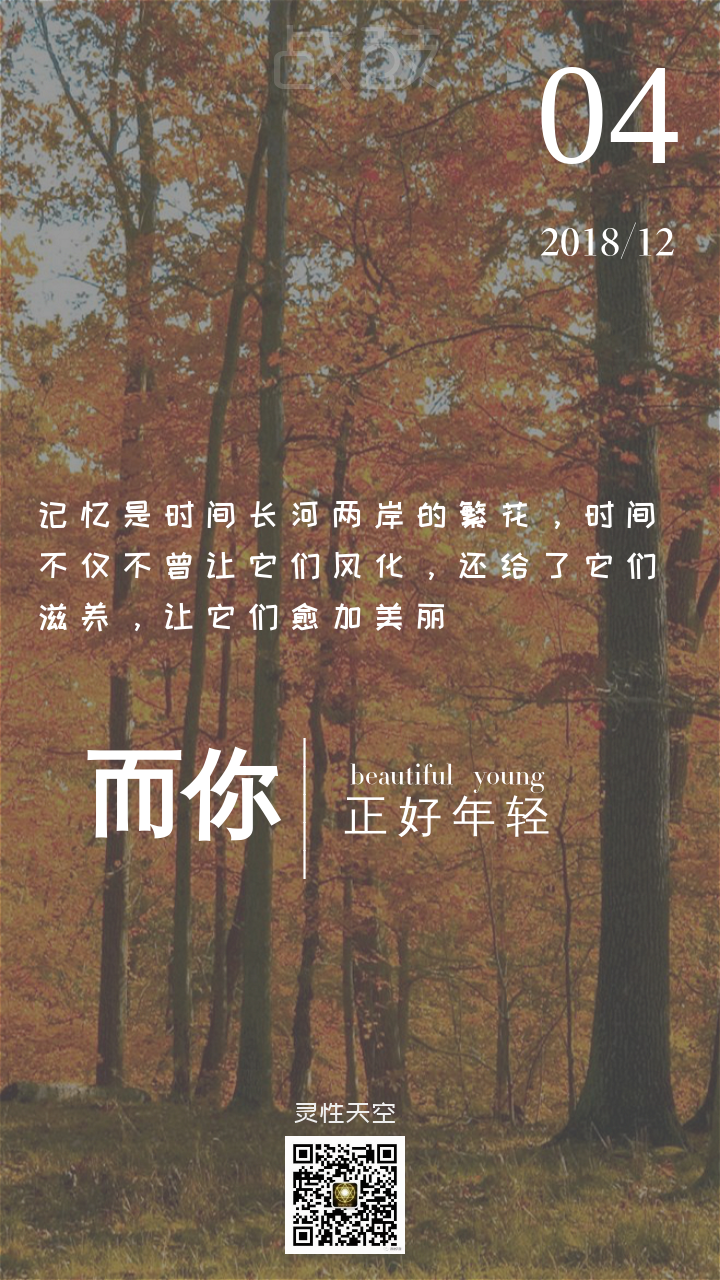 04
2018/12
记忆是时间长河两岸的繁花，时间
不仅不曾让它们风化，还给了它们
滋养，让它们愈加美丽
而你
beautiful young
正好年轻
灵性天空